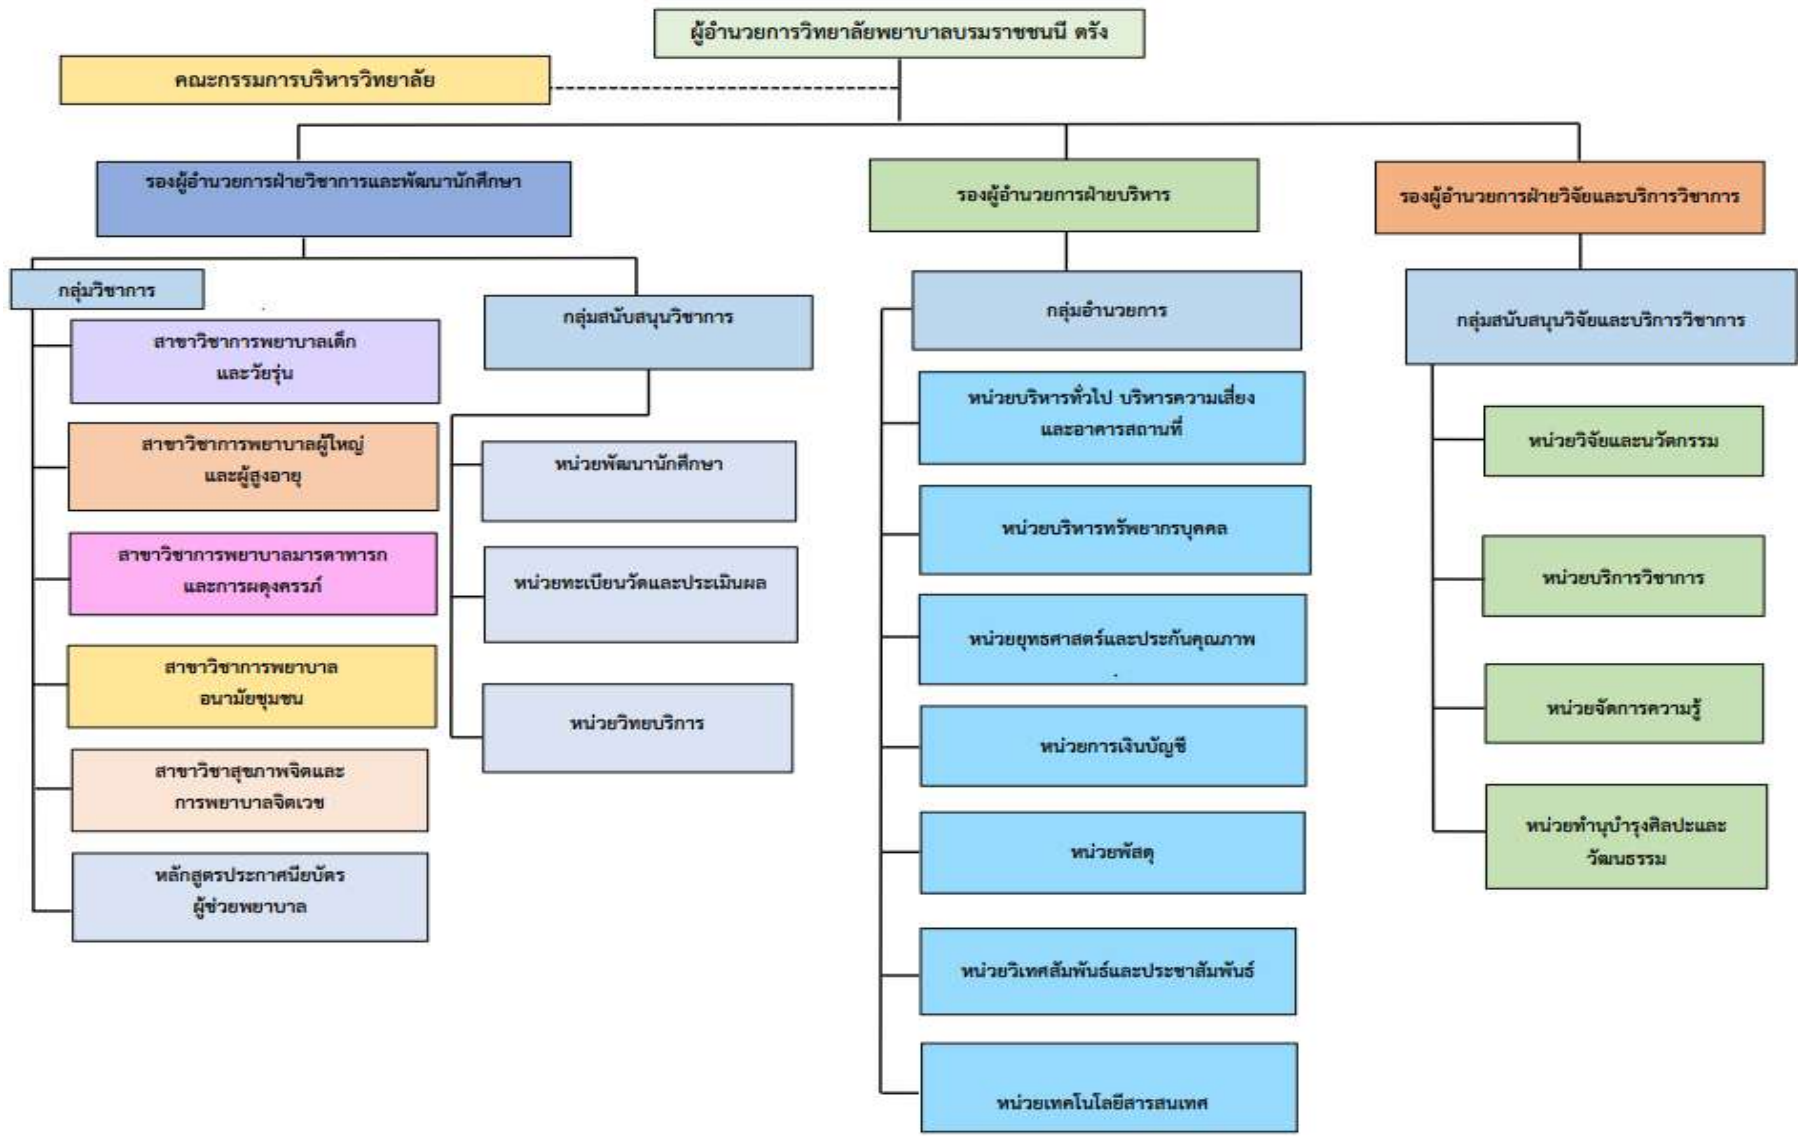 ผู้อำนวยการวิทยาลัยพยาบาลบรมราชชนนี ตรัง
คณะกรรมการบริหารวิทยาลัย
รองผู้อำนวยการฝ่ายวิชาการและพัฒนานักศึกษา
รองผู้อำนวยการฝ่ายบริหาร
รองผู้อำนวยการฝ่ายวิจัยและบริการวิชาการ
กลุ่มวิชาการ
สาขาวิชาการพยาบาลเด็ก
และวัยรุ่น
สาขาวิชาการพยาบาลผู้ใหญ่
และผู้สูงอายุ
สาขาวิชาการพยาบาลมารดาทารก
และการผดุงครรภ์
สาขาวิชาการพยาบาล
อนามัยชุมชน
สาขาวิชาสุขภาพจิตและ
การพยาบาลจิตเวช
หลักสูตรประกาศนียบัตร
ผู้ช่วยพยาบาล
กลุ่มสนับสนุนวิชาการ
หน่วยพัฒนานักศึกษา
หน่วยทะเบียนวัดและประเมินผล
หน่วยวิทยบริการ
กลุ่มอำนวยการ
หน่วยบริหารทั่วไป บริหารความเสี่ยง
และอาคารสถานที่
หน่วยบริหารทรัพยากรบุคคล
หน่วยยุทธศาสตร์และประกันคุณภาพ
หน่วยการเงินบัญชี
หน่วยพัสดุ
หน่วยวิเทศสัมพันธ์และประชาสัมพันธ์
หน่วยเทคโนโลยีสารสนเทศ
กลุ่มสนับสนุนวิจัยและบริการวิชาการ
หน่วยวิจัยและนวัตกรรม
หน่วยบริการวิชาการ
หน่วยจัดการความรู้
หน่วยทำนุบำรุงศิลปะและ
วัฒนธรรม